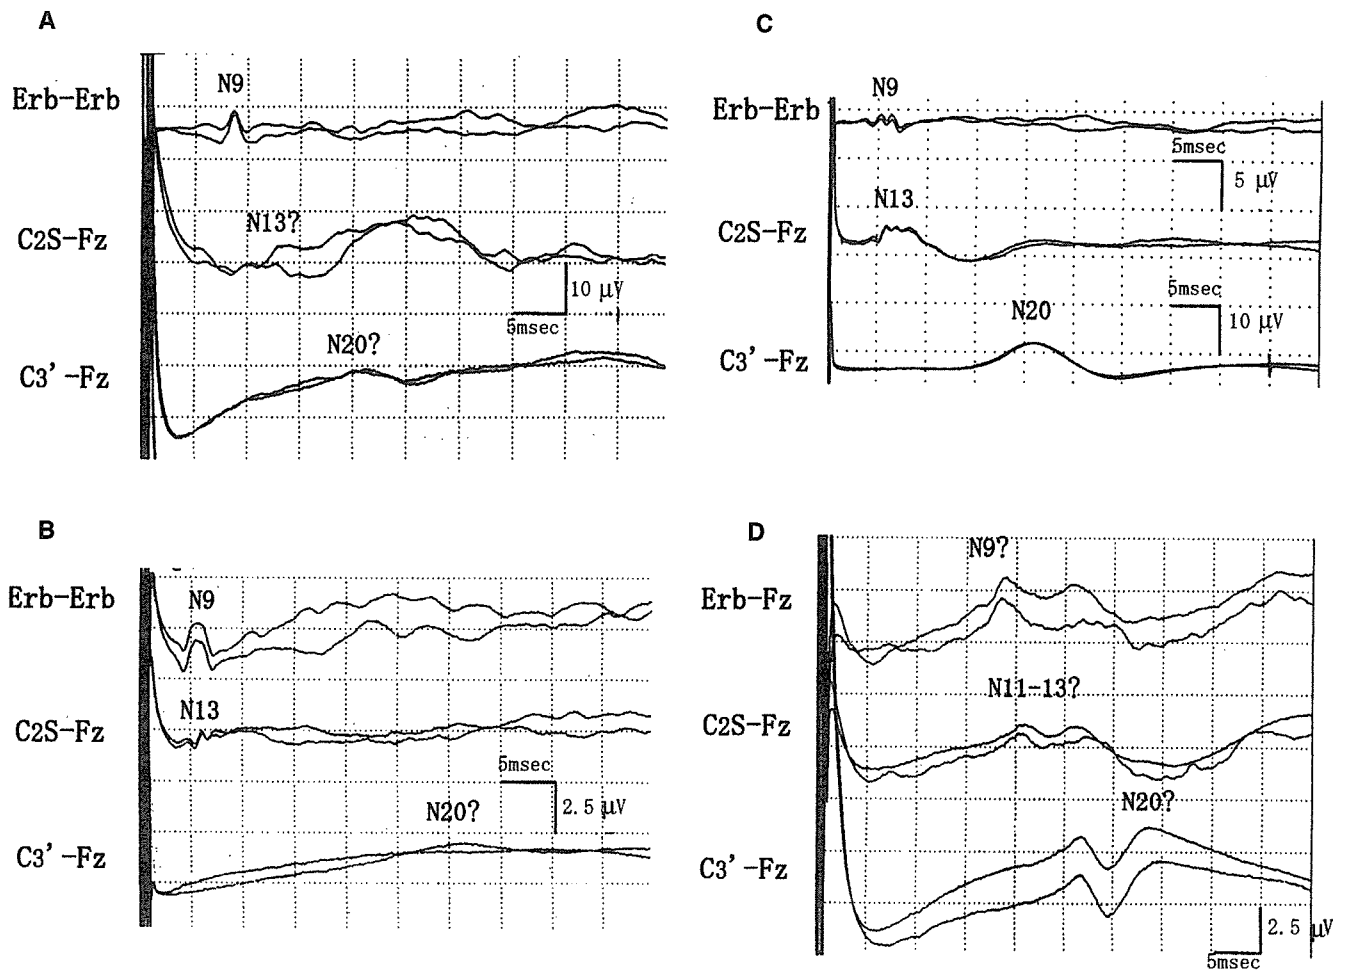 A
N9
Erb-Erb
N13?
C2S-Fz
10 μV
5msec
N20?
C3'-Fz
B
N9
Erb-Erb
N13
C2S-Fz
5msec
2.5 μV
N20?
C3'-Fz
C
N9
Erb-Erb
5msec
5 μV
N13
C2S-Fz
5msec
10 μV
N20
C3'-Fz
D
N9?
Erb-Fz
N11-13?
C2S-Fz
N20?
C3'-Fz
2.5 μV
5msec